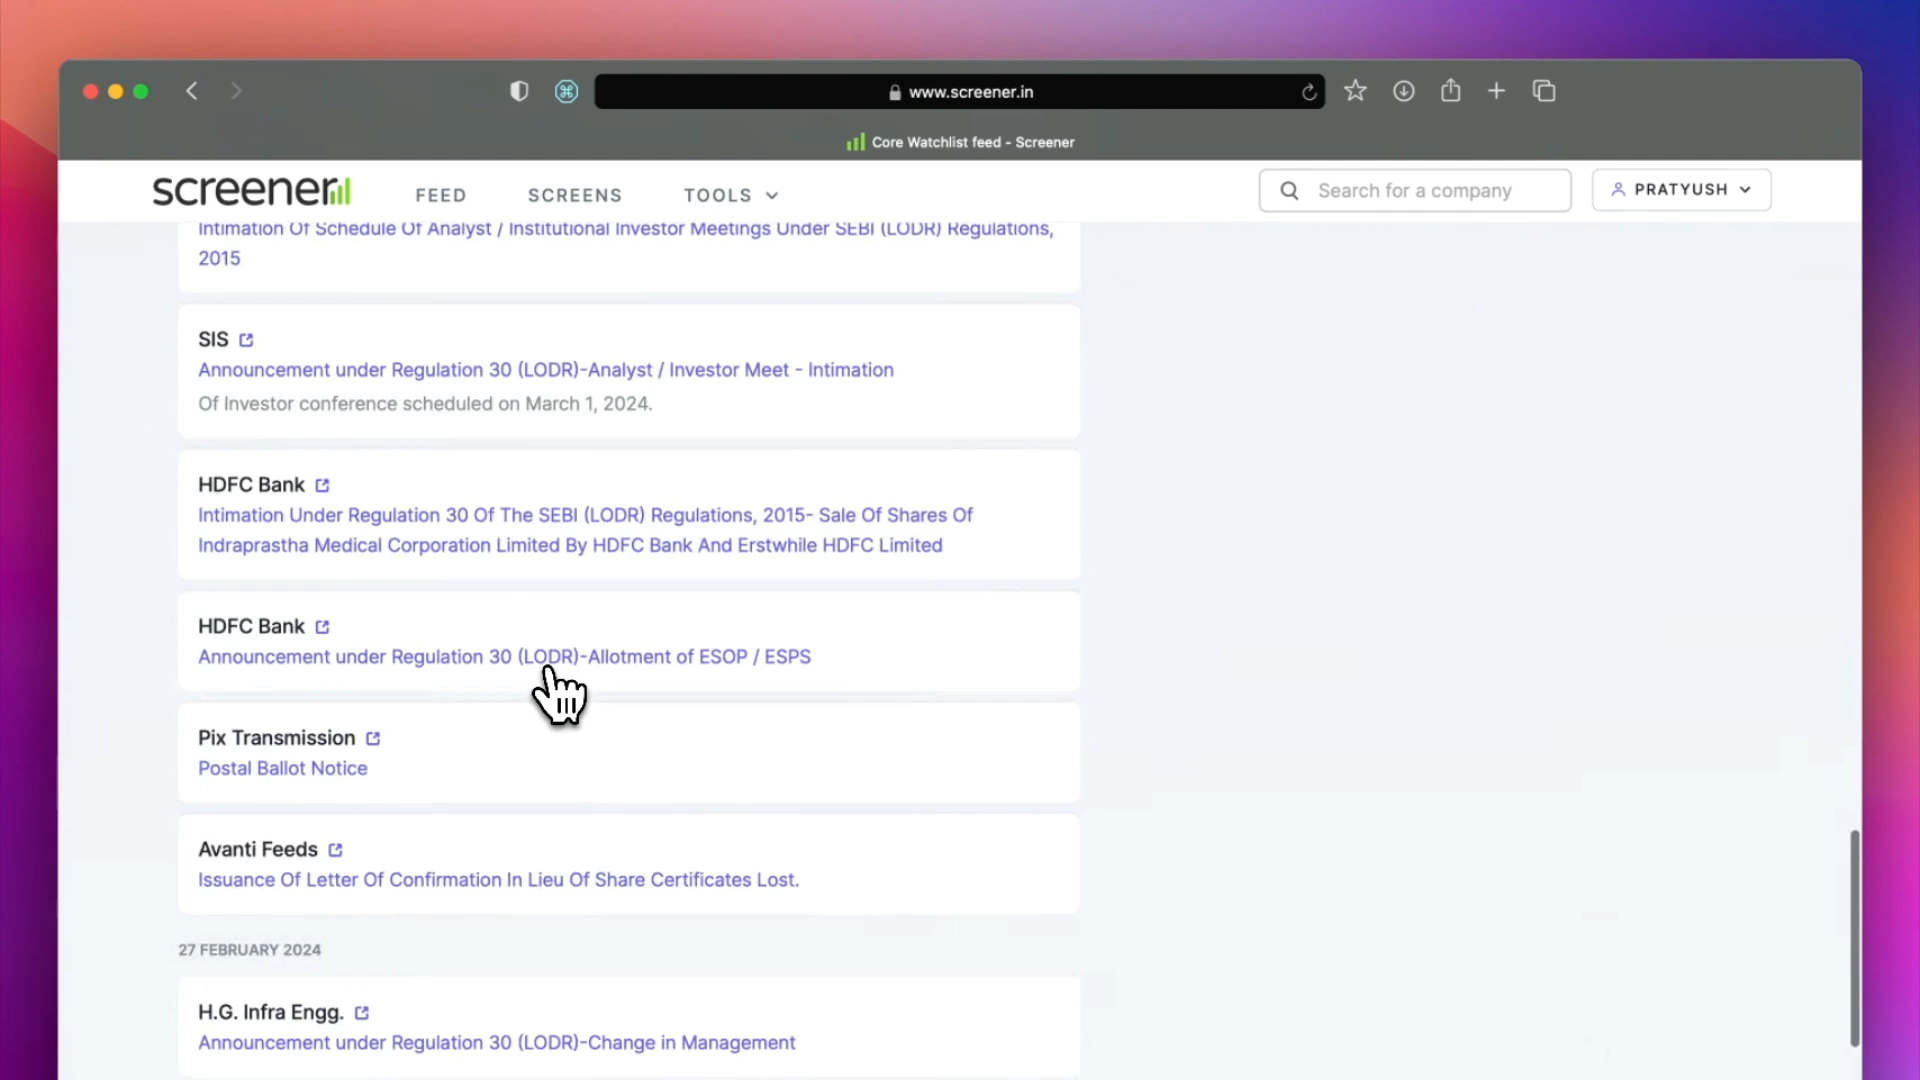 www.screener.in
Core Watchlist feed - Screener
screener
FEED
SCREENS
TOOLS
Search for a company
PRATYUSH
Intimation Of Schedule Of Analyst / Institutional Investor Meetings Under SEBI (LODR) Regulations,
2015
SIS
Announcement under Regulation 30 (LODR)-Analyst / Investor Meet - Intimation
Of Investor conference scheduled on March 1, 2024.
HDFC Bank
Intimation Under Regulation 30 Of The SEBI (LODR) Regulations, 2015- Sale Of Shares Of
Indraprastha Medical Corporation Limited By HDFC Bank And Erstwhile HDFC Limited
HDFC Bank
Announcement under Regulation 30 (LODR)-Allotment of ESOP / ESPS
Pix Transmission
Postal Ballot Notice
Avanti Feeds
Issuance Of Letter Of Confirmation In Lieu Of Share Certificates Lost.
27 FEBRUARY 2024
H.G. Infra Engg.
Announcement under Regulation 30 (LODR)-Change in Management